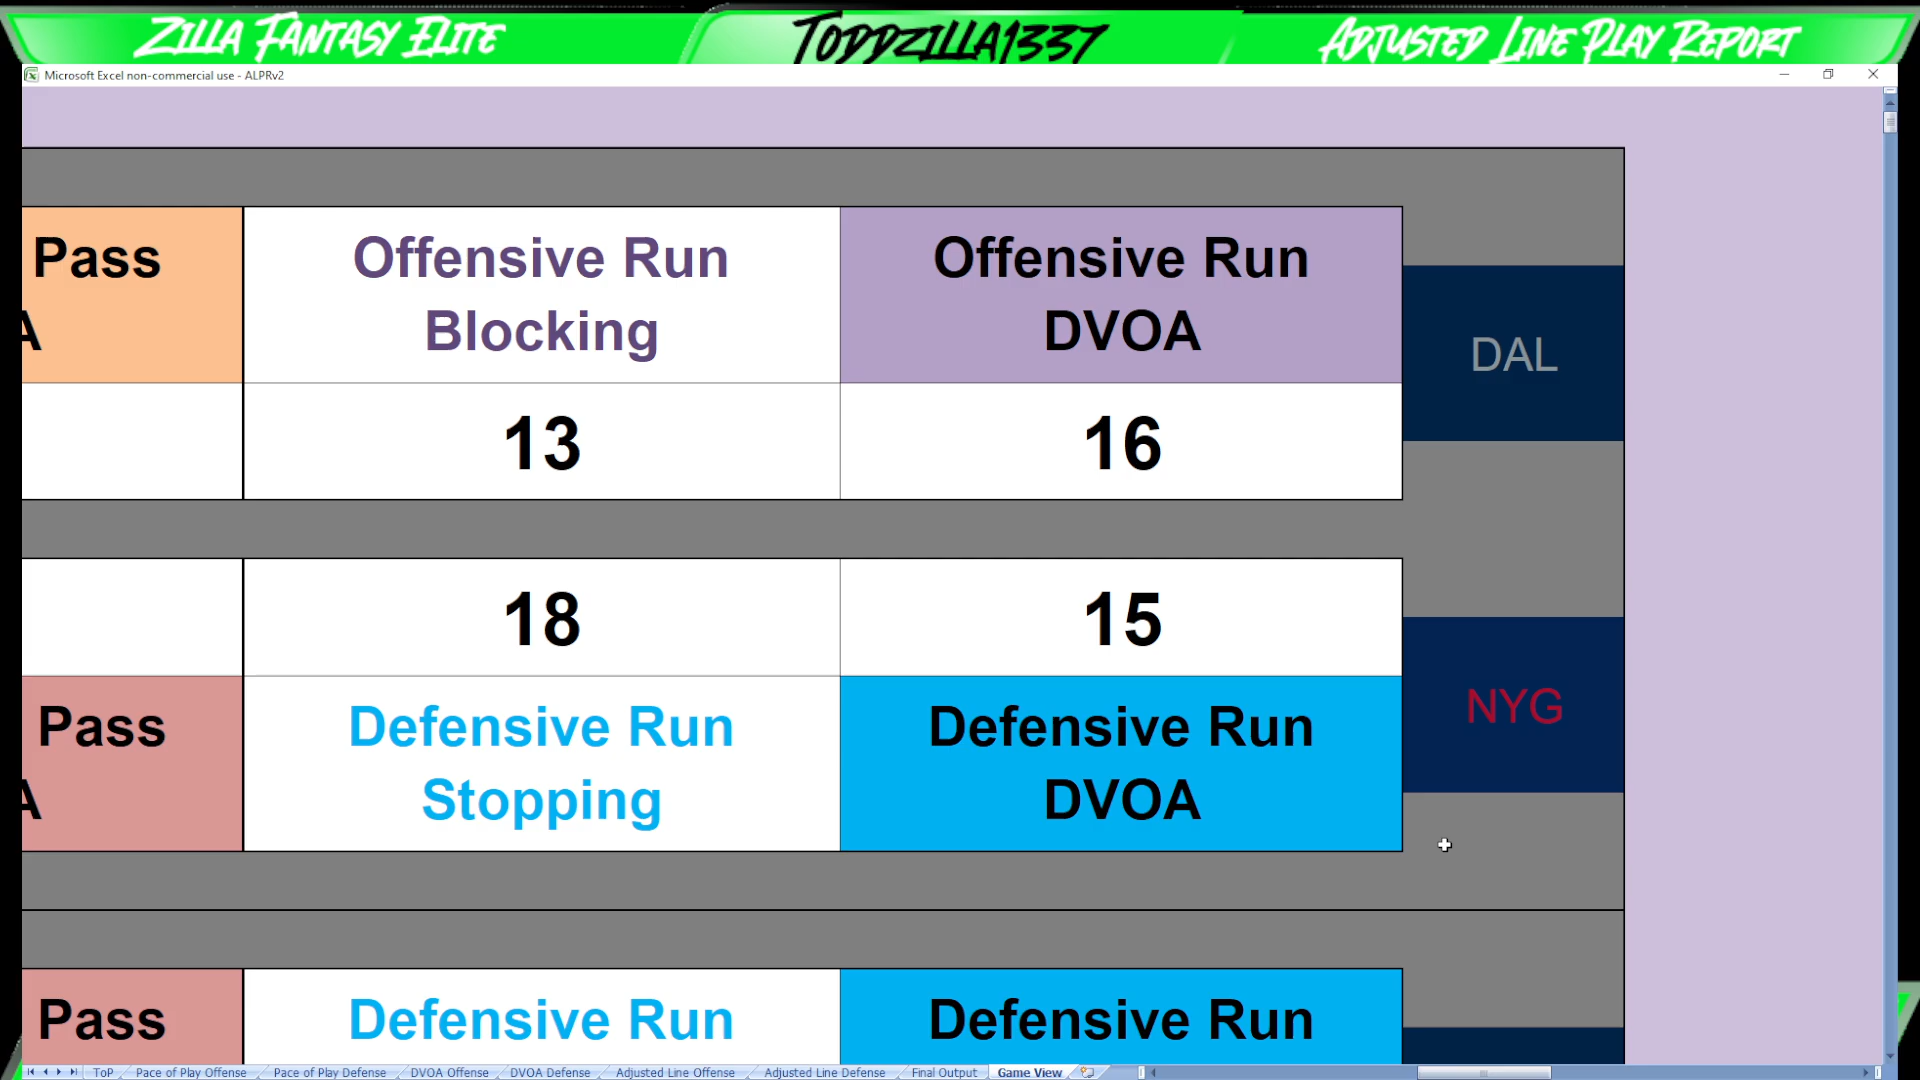 ZILLA FANTASY ELITE
TODDZILLA1337
ADJUSTED LINE PLAY REPORT
Microsoft Excel non-commercial use - ALPRv2
Pass
A
Offensive Run
Blocking
Offensive Run
DVOA
DAL
13
16
18
15
NYG
Pass
A
Defensive Run
Stopping
Defensive Run
DVOA
Pass
Defensive Run
Defensive Run
ToP
Pace of Play Offense
Pace of Play Defense
DVOA Offense
DVOA Defense
Adjusted Line Offense
Adjusted Line Defense
Final Output
Game View